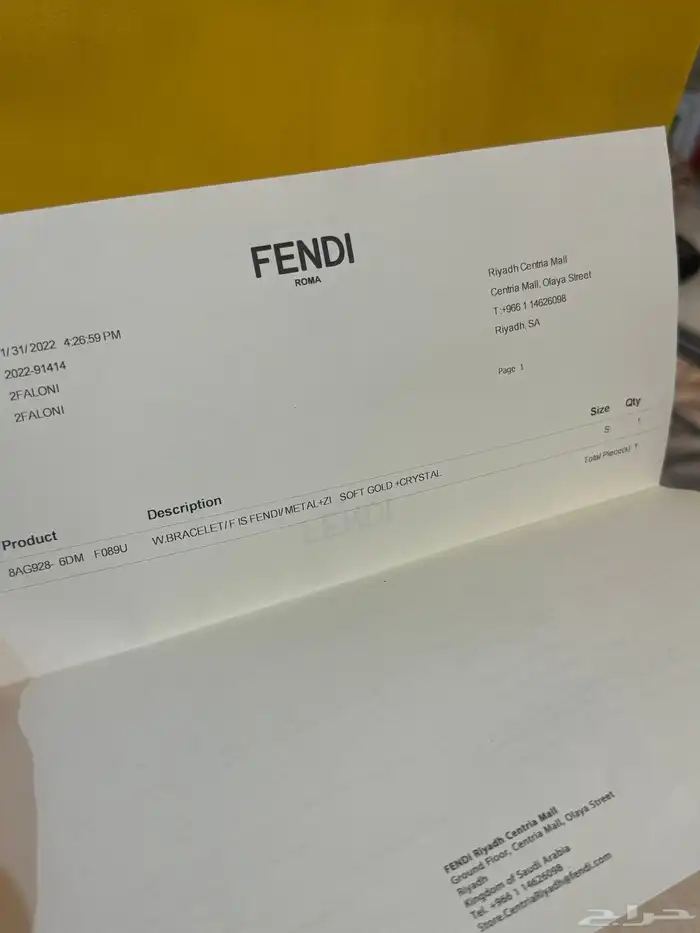 FENDI
ROMA
Riyadh Centria Mall
Centria Mall, Olaya Street
T:+966 1 14626098
Riyadh, SA
1/31/2022 4:26:59 PM
2022-91414
2FALONI
2FALONI
Page 1
Product Description Size Qty
8AG928- 6DM F089U W.BRACELET/F IS FENDI/METAL+ZI SOFT GOLD +CRYSTAL S 1
Total Piece(s) 1
FENDI
FENDI Riyadh Centria Mall
Ground Floor, Centria Mall, Olaya Street
Riyadh
Kingdom of Saudi Arabia
Tel. +966 1 14626098
Store.CentriaRiyadh@fendi.com
حراج